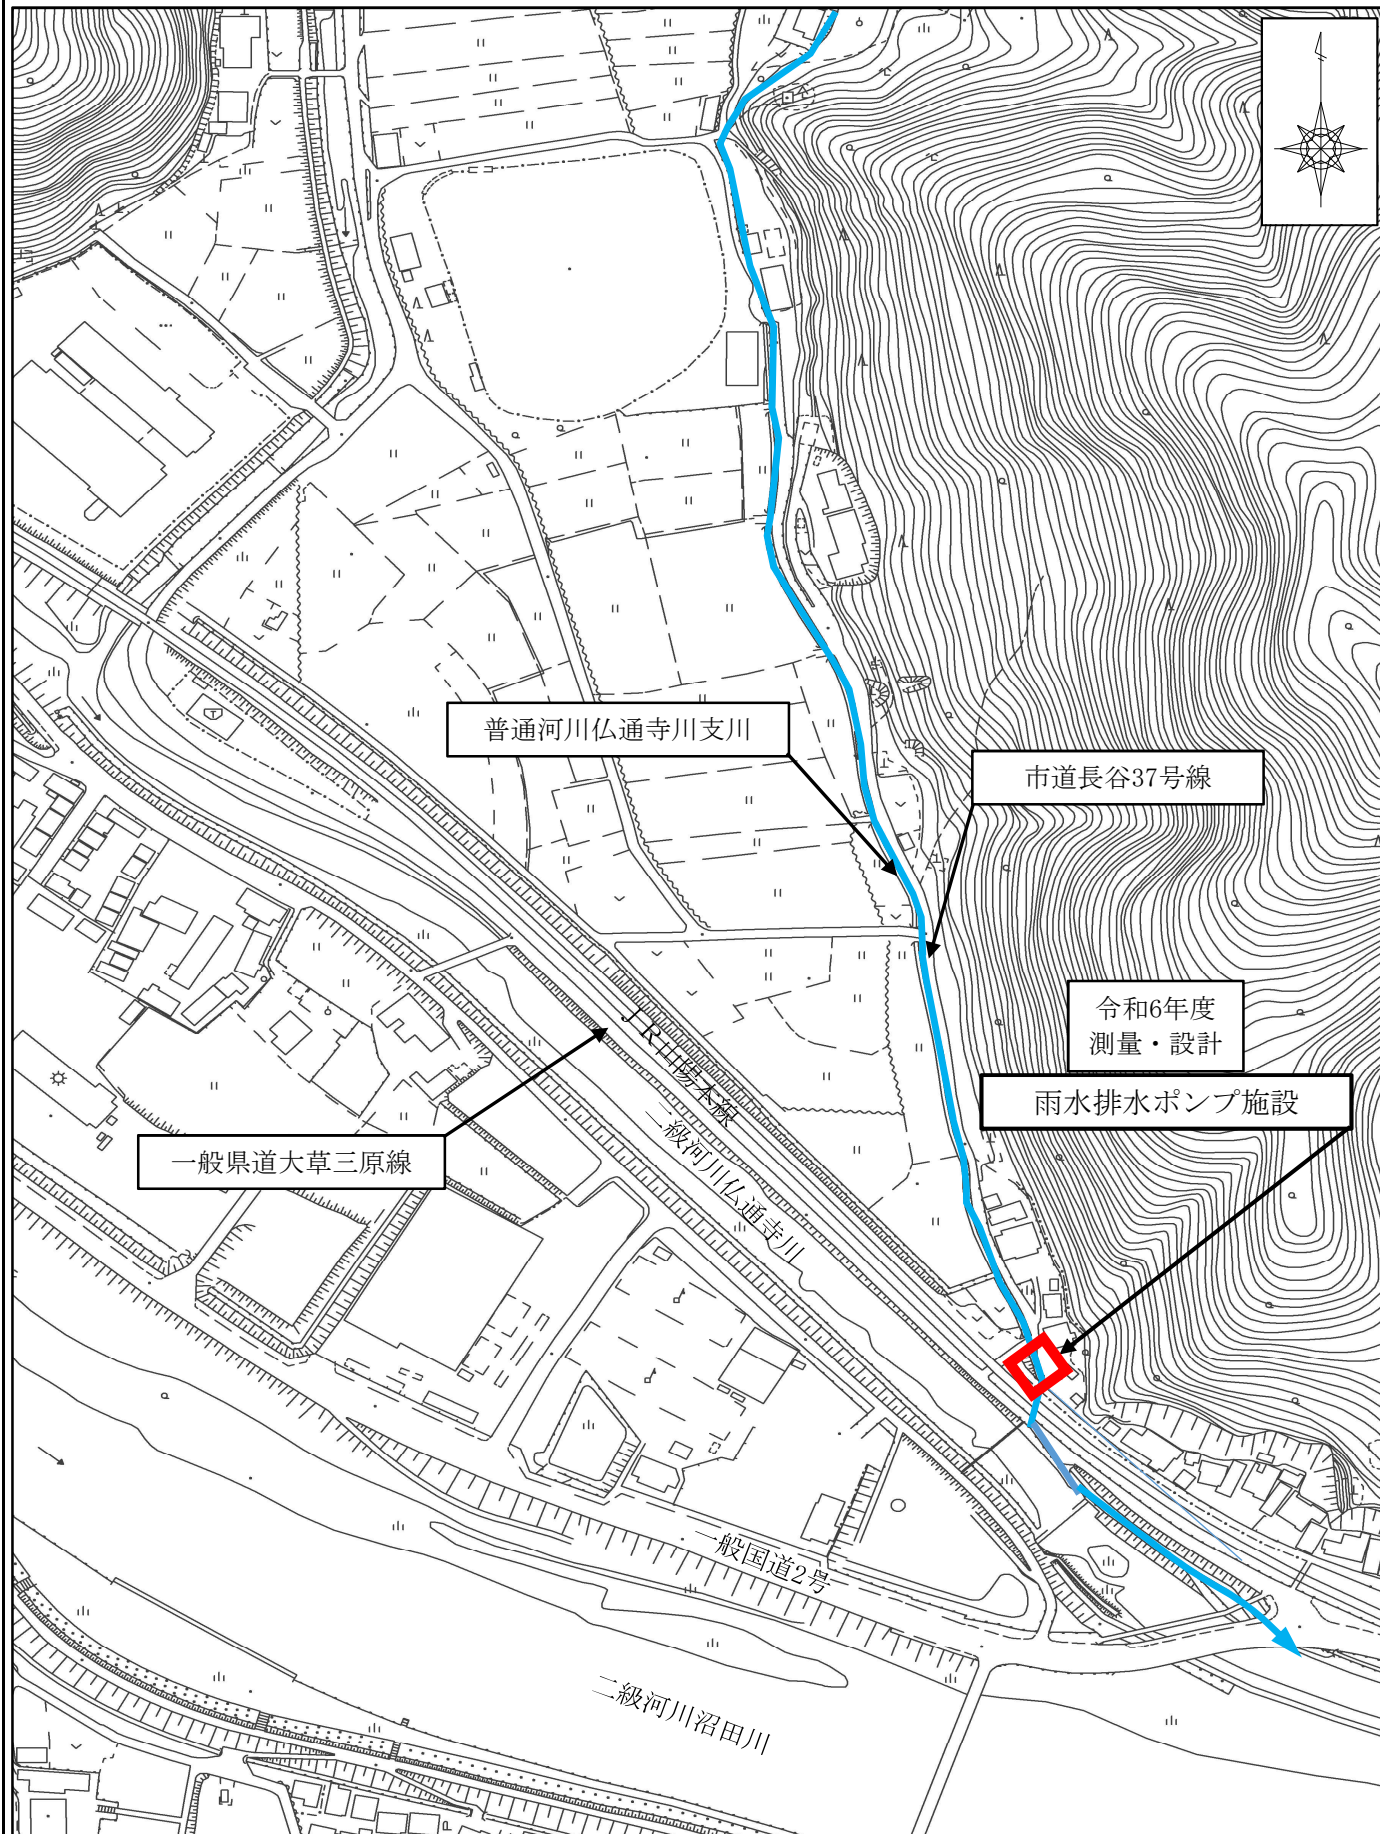 普通河川仏通寺川支川
市道長谷37号線
令和6年度
測量・設計
雨水排水ポンプ施設
JR山陽本線
一般県道大草三原線
二級河川仏通寺川
一般国道2号
二級河川沼田川